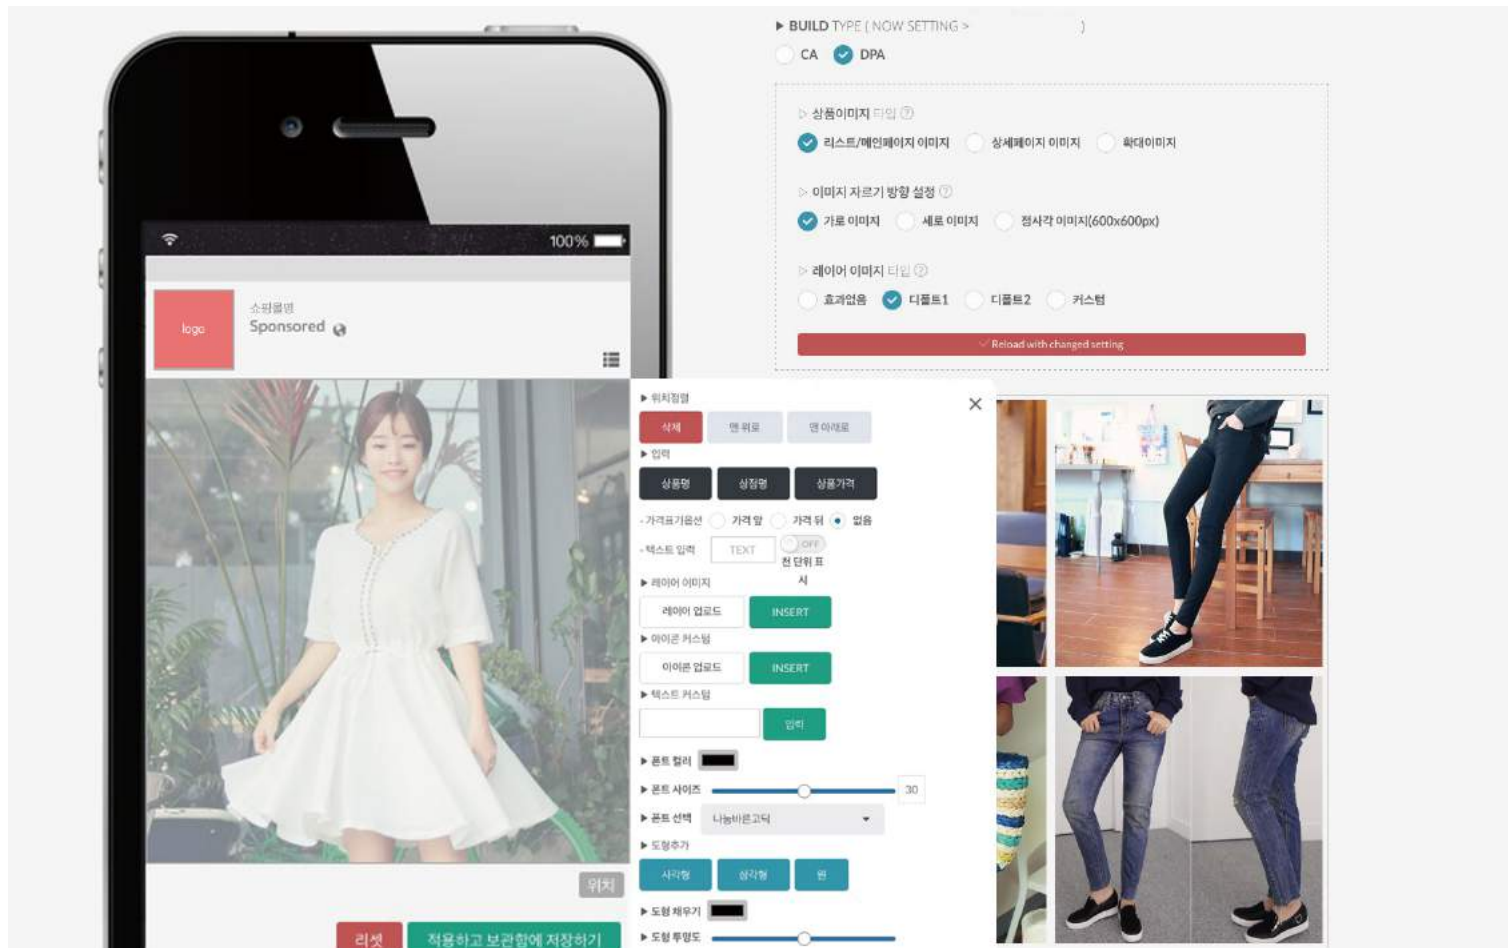 ▶ BUILD TYPE ( NOW SETTING > )
CA DPA
▷ 상품이미지 타입 ?
리스트/메인페이지 이미지 상세페이지 이미지 확대이미지
▷ 이미지 자르기 방향 설정 ?
가로 이미지 세로 이미지 정사각 이미지(600x600px)
▷ 레이어 이미지 타입 ?
효과없음 디폴트1 디폴트2 커스텀
Reload with changed setting
100%
logo
쇼핑몰명
Sponsored
▶ 위치정렬
삭제 맨 위로 맨 아래로
▶ 입력
상품명 상점명 상품가격
- 가격표기옵션 가격 앞 가격 뒤 없음
- 텍스트 입력 TEXT OFF
천 단위 표
시
▶ 레이어 이미지
레이어 업로드 INSERT
▶ 아이콘 커스텀
아이콘 업로드 INSERT
▶ 텍스트 커스텀
입력
▶ 폰트 컬러
▶ 폰트 사이즈 30
▶ 폰트 선택 나눔바른고딕
▶ 도형추가
사각형 삼각형 원
▶ 도형 채우기
▶ 도형 투명도
위치
리셋 적용하고 보관함에 저장하기